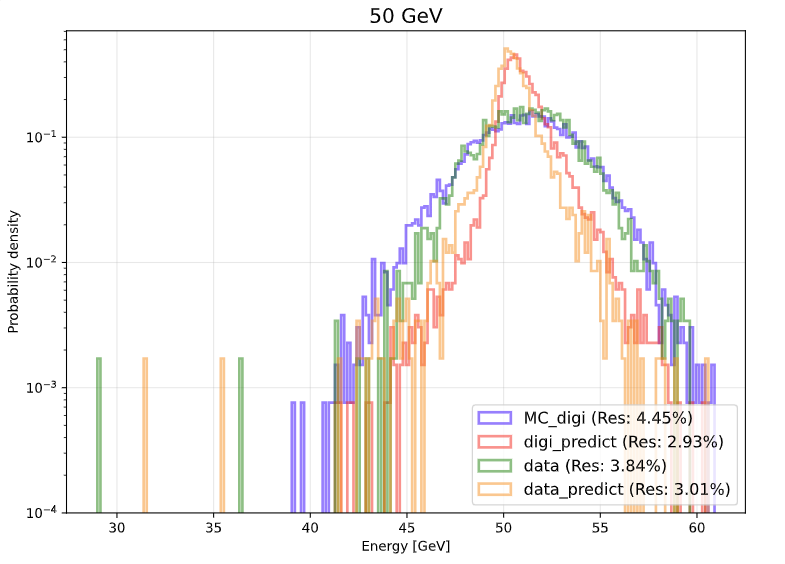 50 GeV
Probability density
10⁻¹
10⁻²
10⁻³
10⁻⁴
30 35 40 45 50 55 60
Energy [GeV]
MC_digi (Res: 4.45%)
digi_predict (Res: 2.93%)
data (Res: 3.84%)
data_predict (Res: 3.01%)